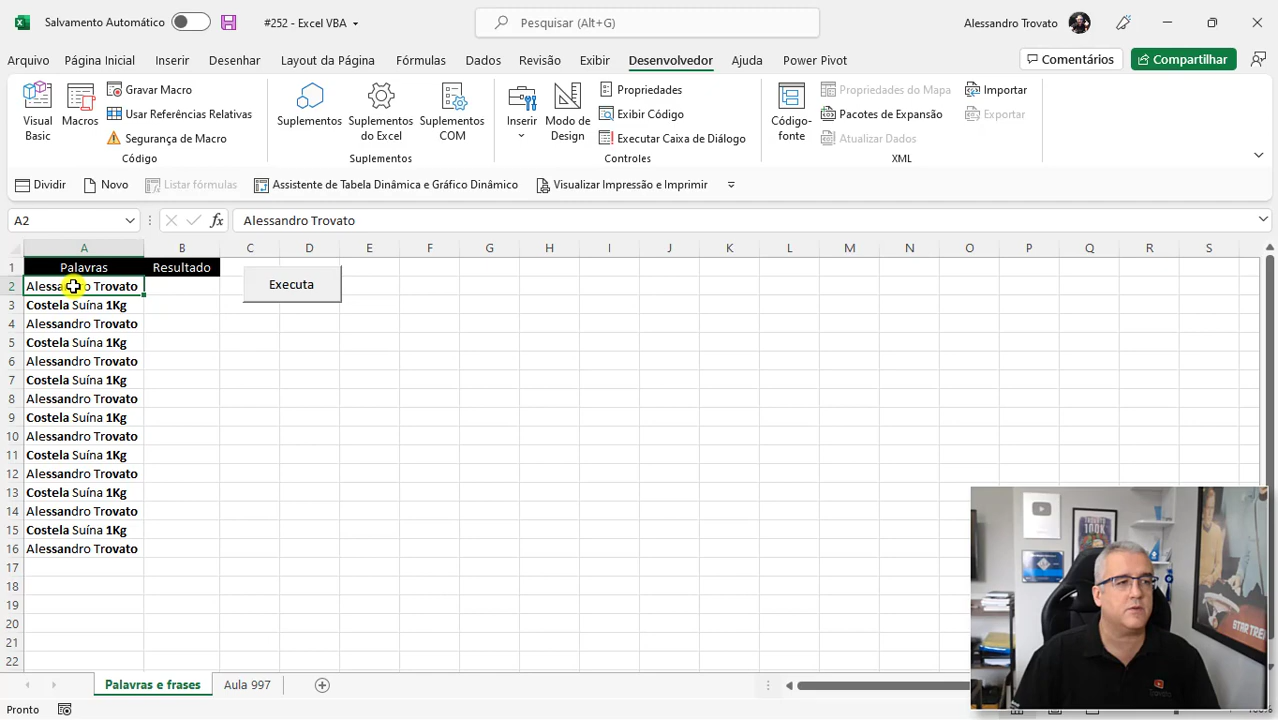 Salvamento Automático
#252 - Excel VBA
Pesquisar (Alt+G)
Alessandro Trovato
Arquivo Página Inicial Inserir Desenhar Layout da Página Fórmulas Dados Revisão Exibir Desenvolvedor Ajuda Power Pivot
Comentários
Compartilhar
Visual Basic
Macros
Gravar Macro
Usar Referências Relativas
Segurança de Macro
Código
Suplementos
Suplementos do Excel
Suplementos COM
Suplementos
Inserir
Modo de Design
Propriedades
Exibir Código
Executar Caixa de Diálogo
Controles
Código-fonte
Propriedades do Mapa
Pacotes de Expansão
Atualizar Dados
Importar
Exportar
XML
Dividir Novo Listar fórmulas Assistente de Tabela Dinâmica e Gráfico Dinâmico Visualizar Impressão e Imprimir
A2 fx Alessandro Trovato
A B C D E F G H I J K L M N O P Q R S
1 Palavras Resultado
2 Alessandro Trovato
Executa
3 Costela Suína 1Kg
4 Alessandro Trovato
5 Costela Suína 1Kg
6 Alessandro Trovato
7 Costela Suína 1Kg
8 Alessandro Trovato
9 Costela Suína 1Kg
10 Alessandro Trovato
11 Costela Suína 1Kg
12 Alessandro Trovato
13 Costela Suína 1Kg
14 Alessandro Trovato
15 Costela Suína 1Kg
16 Alessandro Trovato
17
18
19
20
21
22
100K
STAR TREK
Palavras e frases Aula 997
Pronto